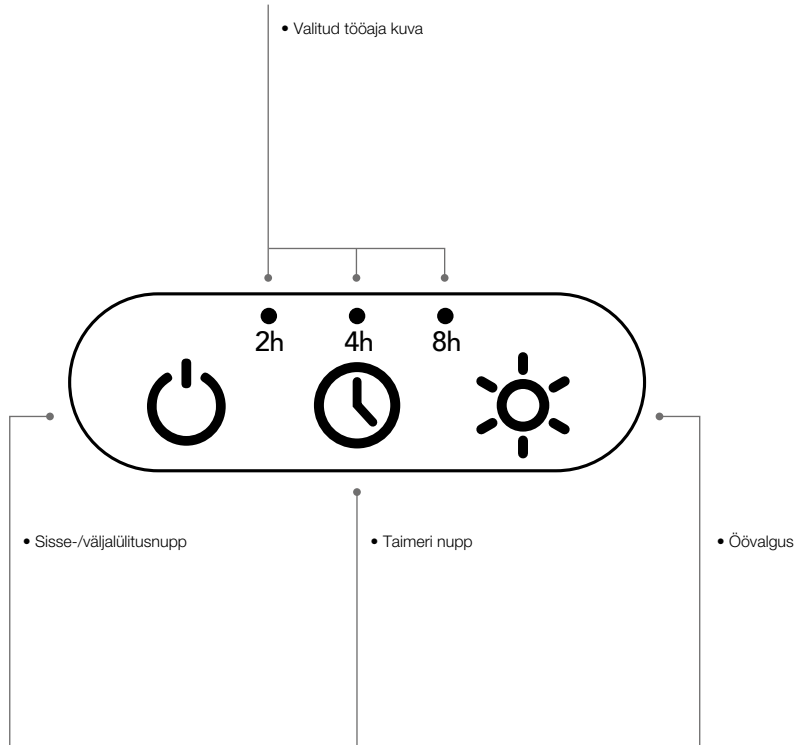 • Valitud tööaja kuva
2h 4h 8h
• Sisse-/väljalülitusnupp
• Taimeri nupp
• Öövalgus